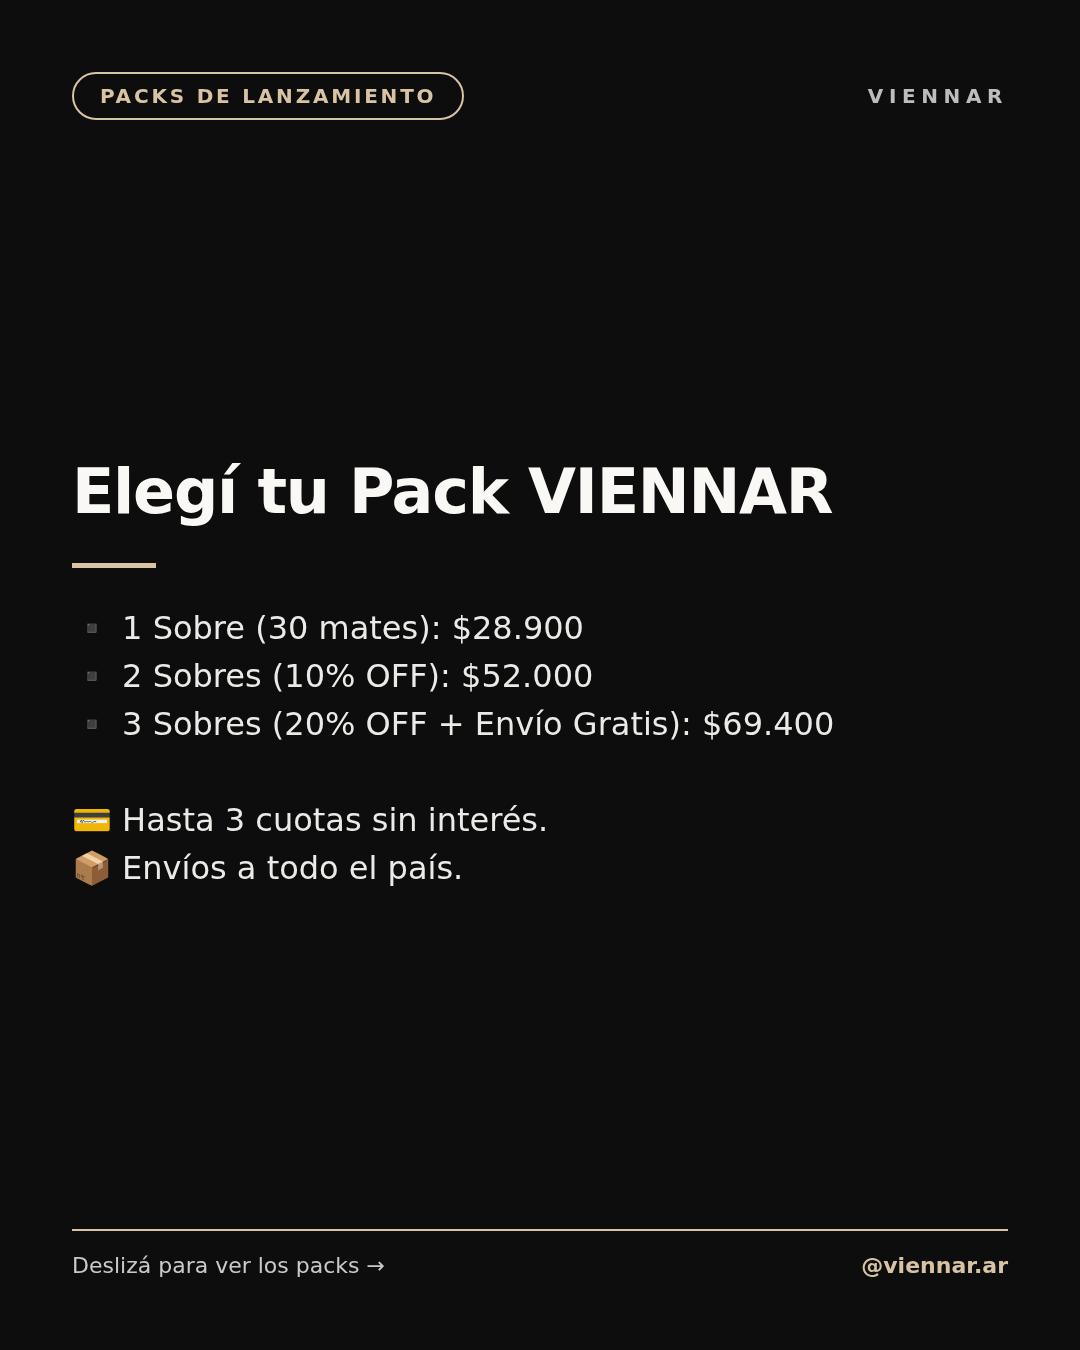 PACKS DE LANZAMIENTO
VIENNAR
Elegí tu Pack VIENNAR
▪️ 1 Sobre (30 mates): $28.900
▪️ 2 Sobres (10% OFF): $52.000
▪️ 3 Sobres (20% OFF + Envío Gratis): $69.400
💳 Hasta 3 cuotas sin interés.
📦 Envíos a todo el país.
Deslizá para ver los packs →
@viennar.ar